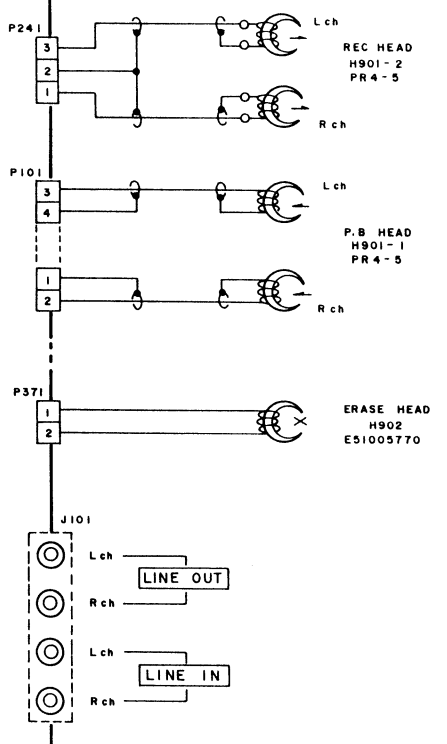 P241
3
2
1
Lch
REC HEAD
H901-2
PR4-5
Rch
P101
3
4
Lch
P.B HEAD
H901-1
PR4-5
1
2
Rch
P371
1
2
ERASE HEAD
H902
E51005770
J101
Lch
LINE OUT
Rch
Lch
LINE IN
Rch